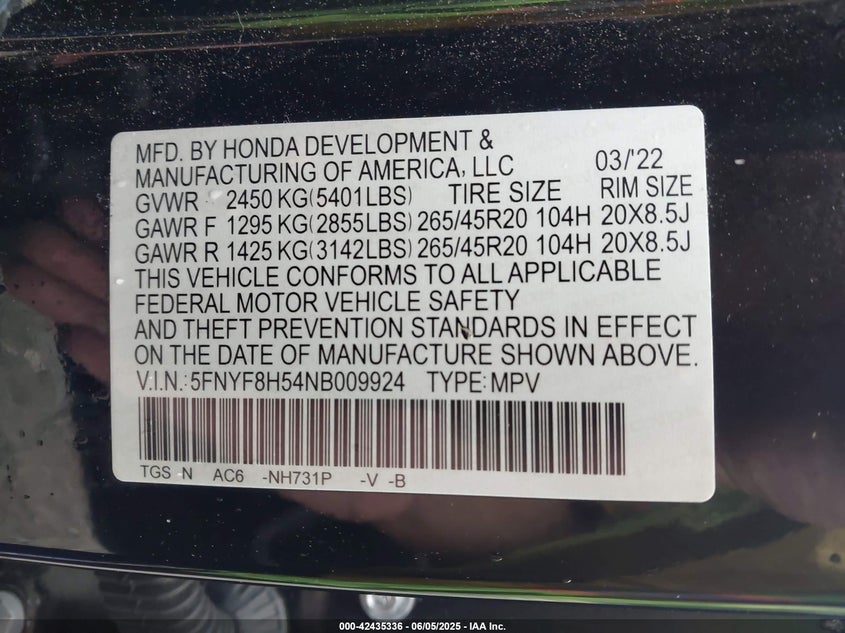 MFD. BY HONDA DEVELOPMENT &
MANUFACTURING OF AMERICA, LLC 03/'22
GVWR 2450 KG(5401LBS) TIRE SIZE RIM SIZE
GAWR F 1295 KG(2855LBS) 265/45R20 104H 20X8.5J
GAWR R 1425 KG(3142LBS) 265/45R20 104H 20X8.5J
THIS VEHICLE CONFORMS TO ALL APPLICABLE
FEDERAL MOTOR VEHICLE SAFETY
AND THEFT PREVENTION STANDARDS IN EFFECT
ON THE DATE OF MANUFACTURE SHOWN ABOVE.
V.I.N.: 5FNYF8H54NB009924 TYPE: MPV
TGS N AC6 -NH731P -V -B
000-42435336 - 06/05/2025 - IAA Inc.